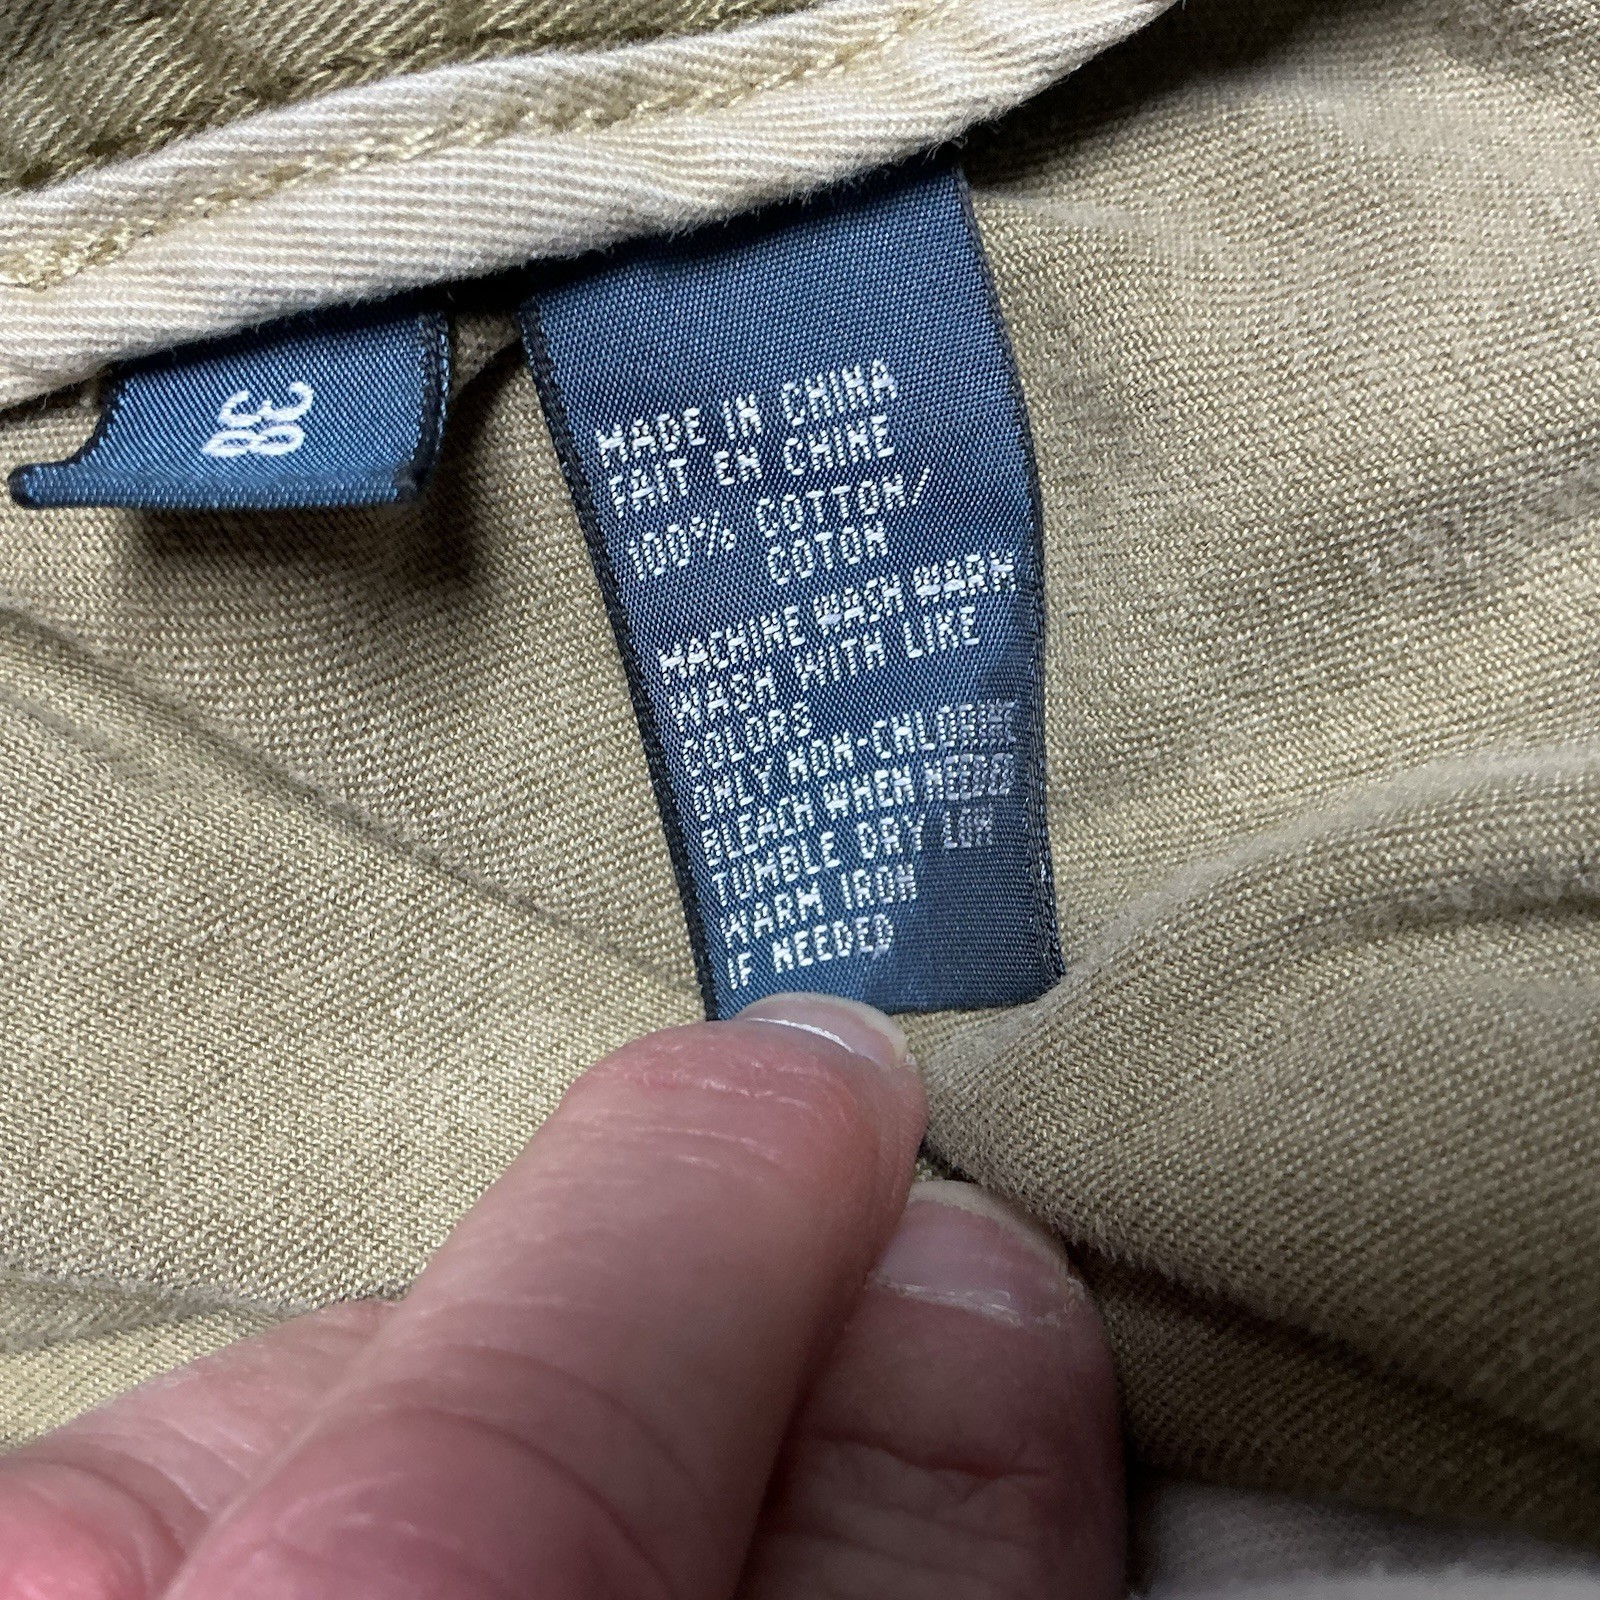 38
MADE IN CHINA
FAIT EN CHINE
100% COTTON/
COTON
MACHINE WASH WARM
WASH WITH LIKE
COLORS
ONLY NON-CHLORINE
BLEACH WHEN NEEDED
TUMBLE DRY LOW
WARM IRON
IF NEEDED